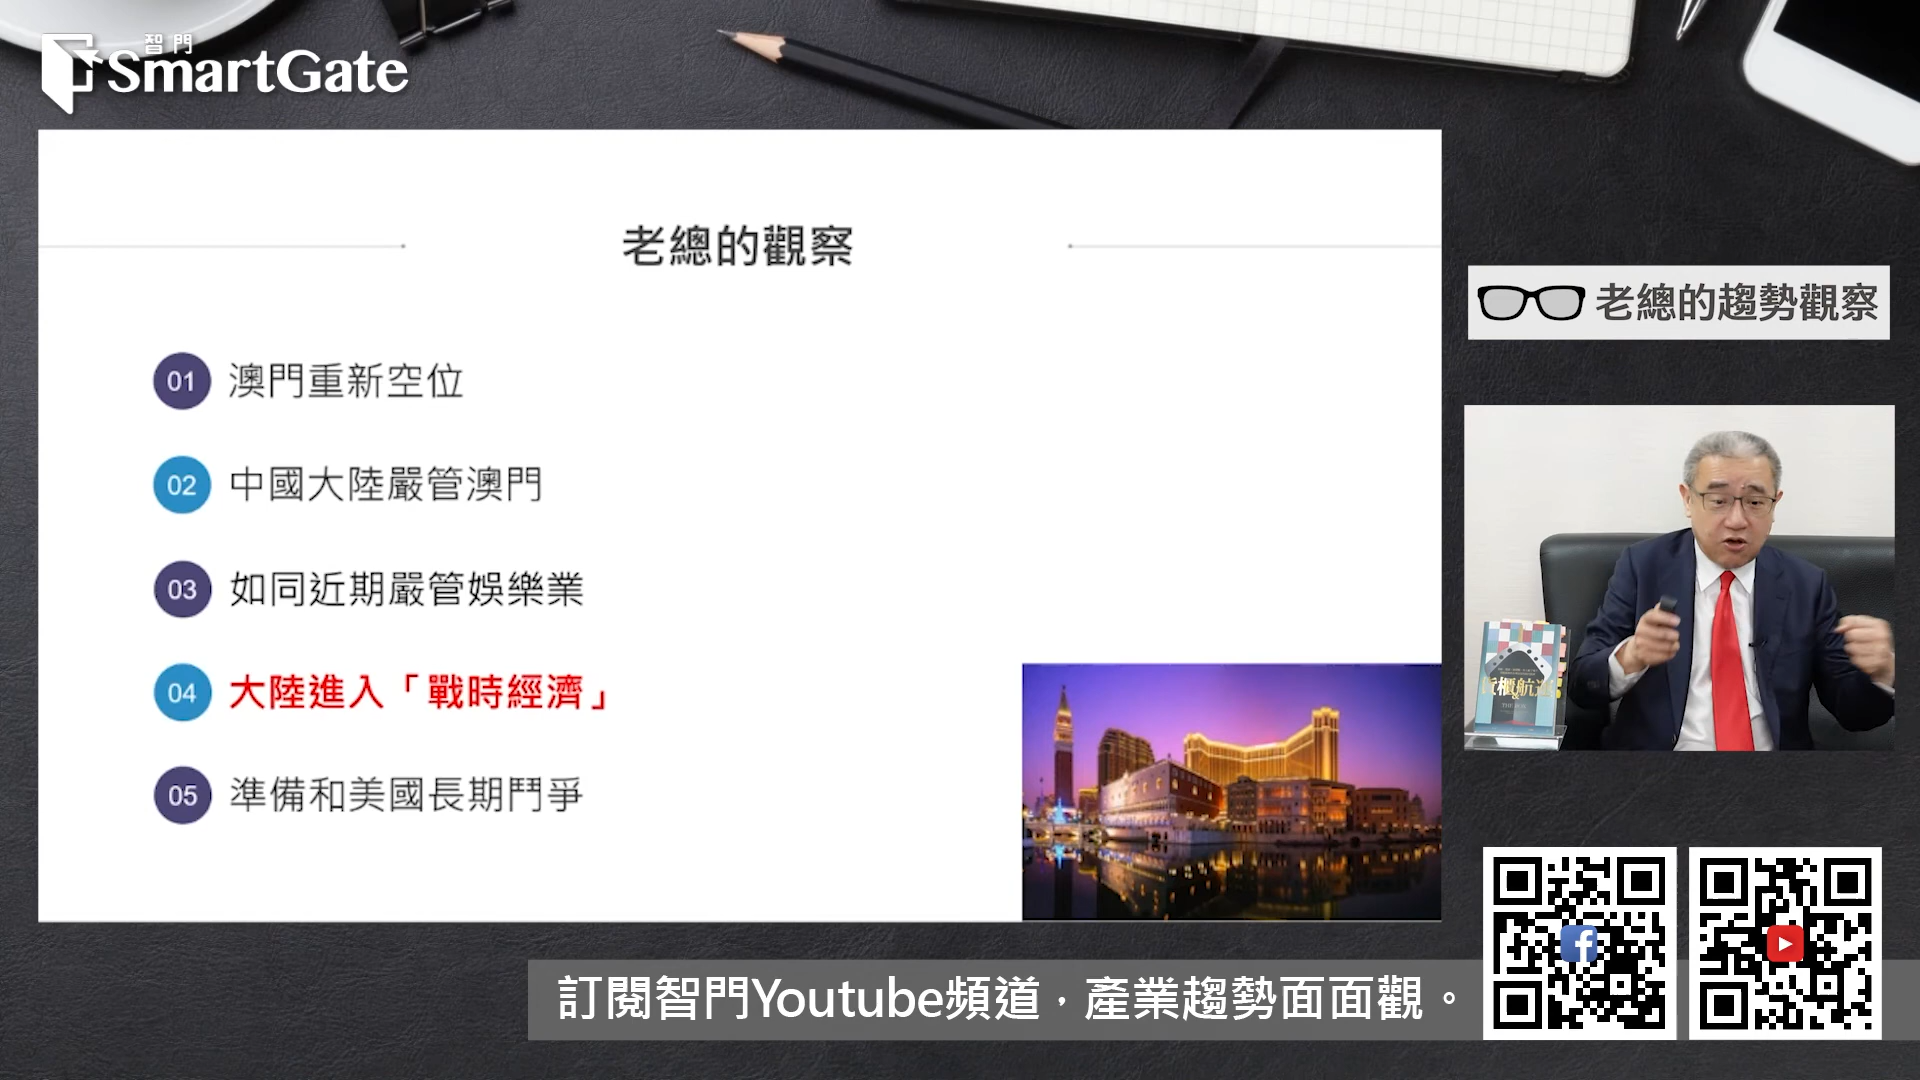 智門
SmartGate
老總的觀察
01 澳門重新空位
02 中國大陸嚴管澳門
03 如同近期嚴管娛樂業
04 大陸進入「戰時經濟」
05 準備和美國長期鬥爭
老總的趨勢觀察
訂閱智門Youtube頻道，產業趨勢面面觀。